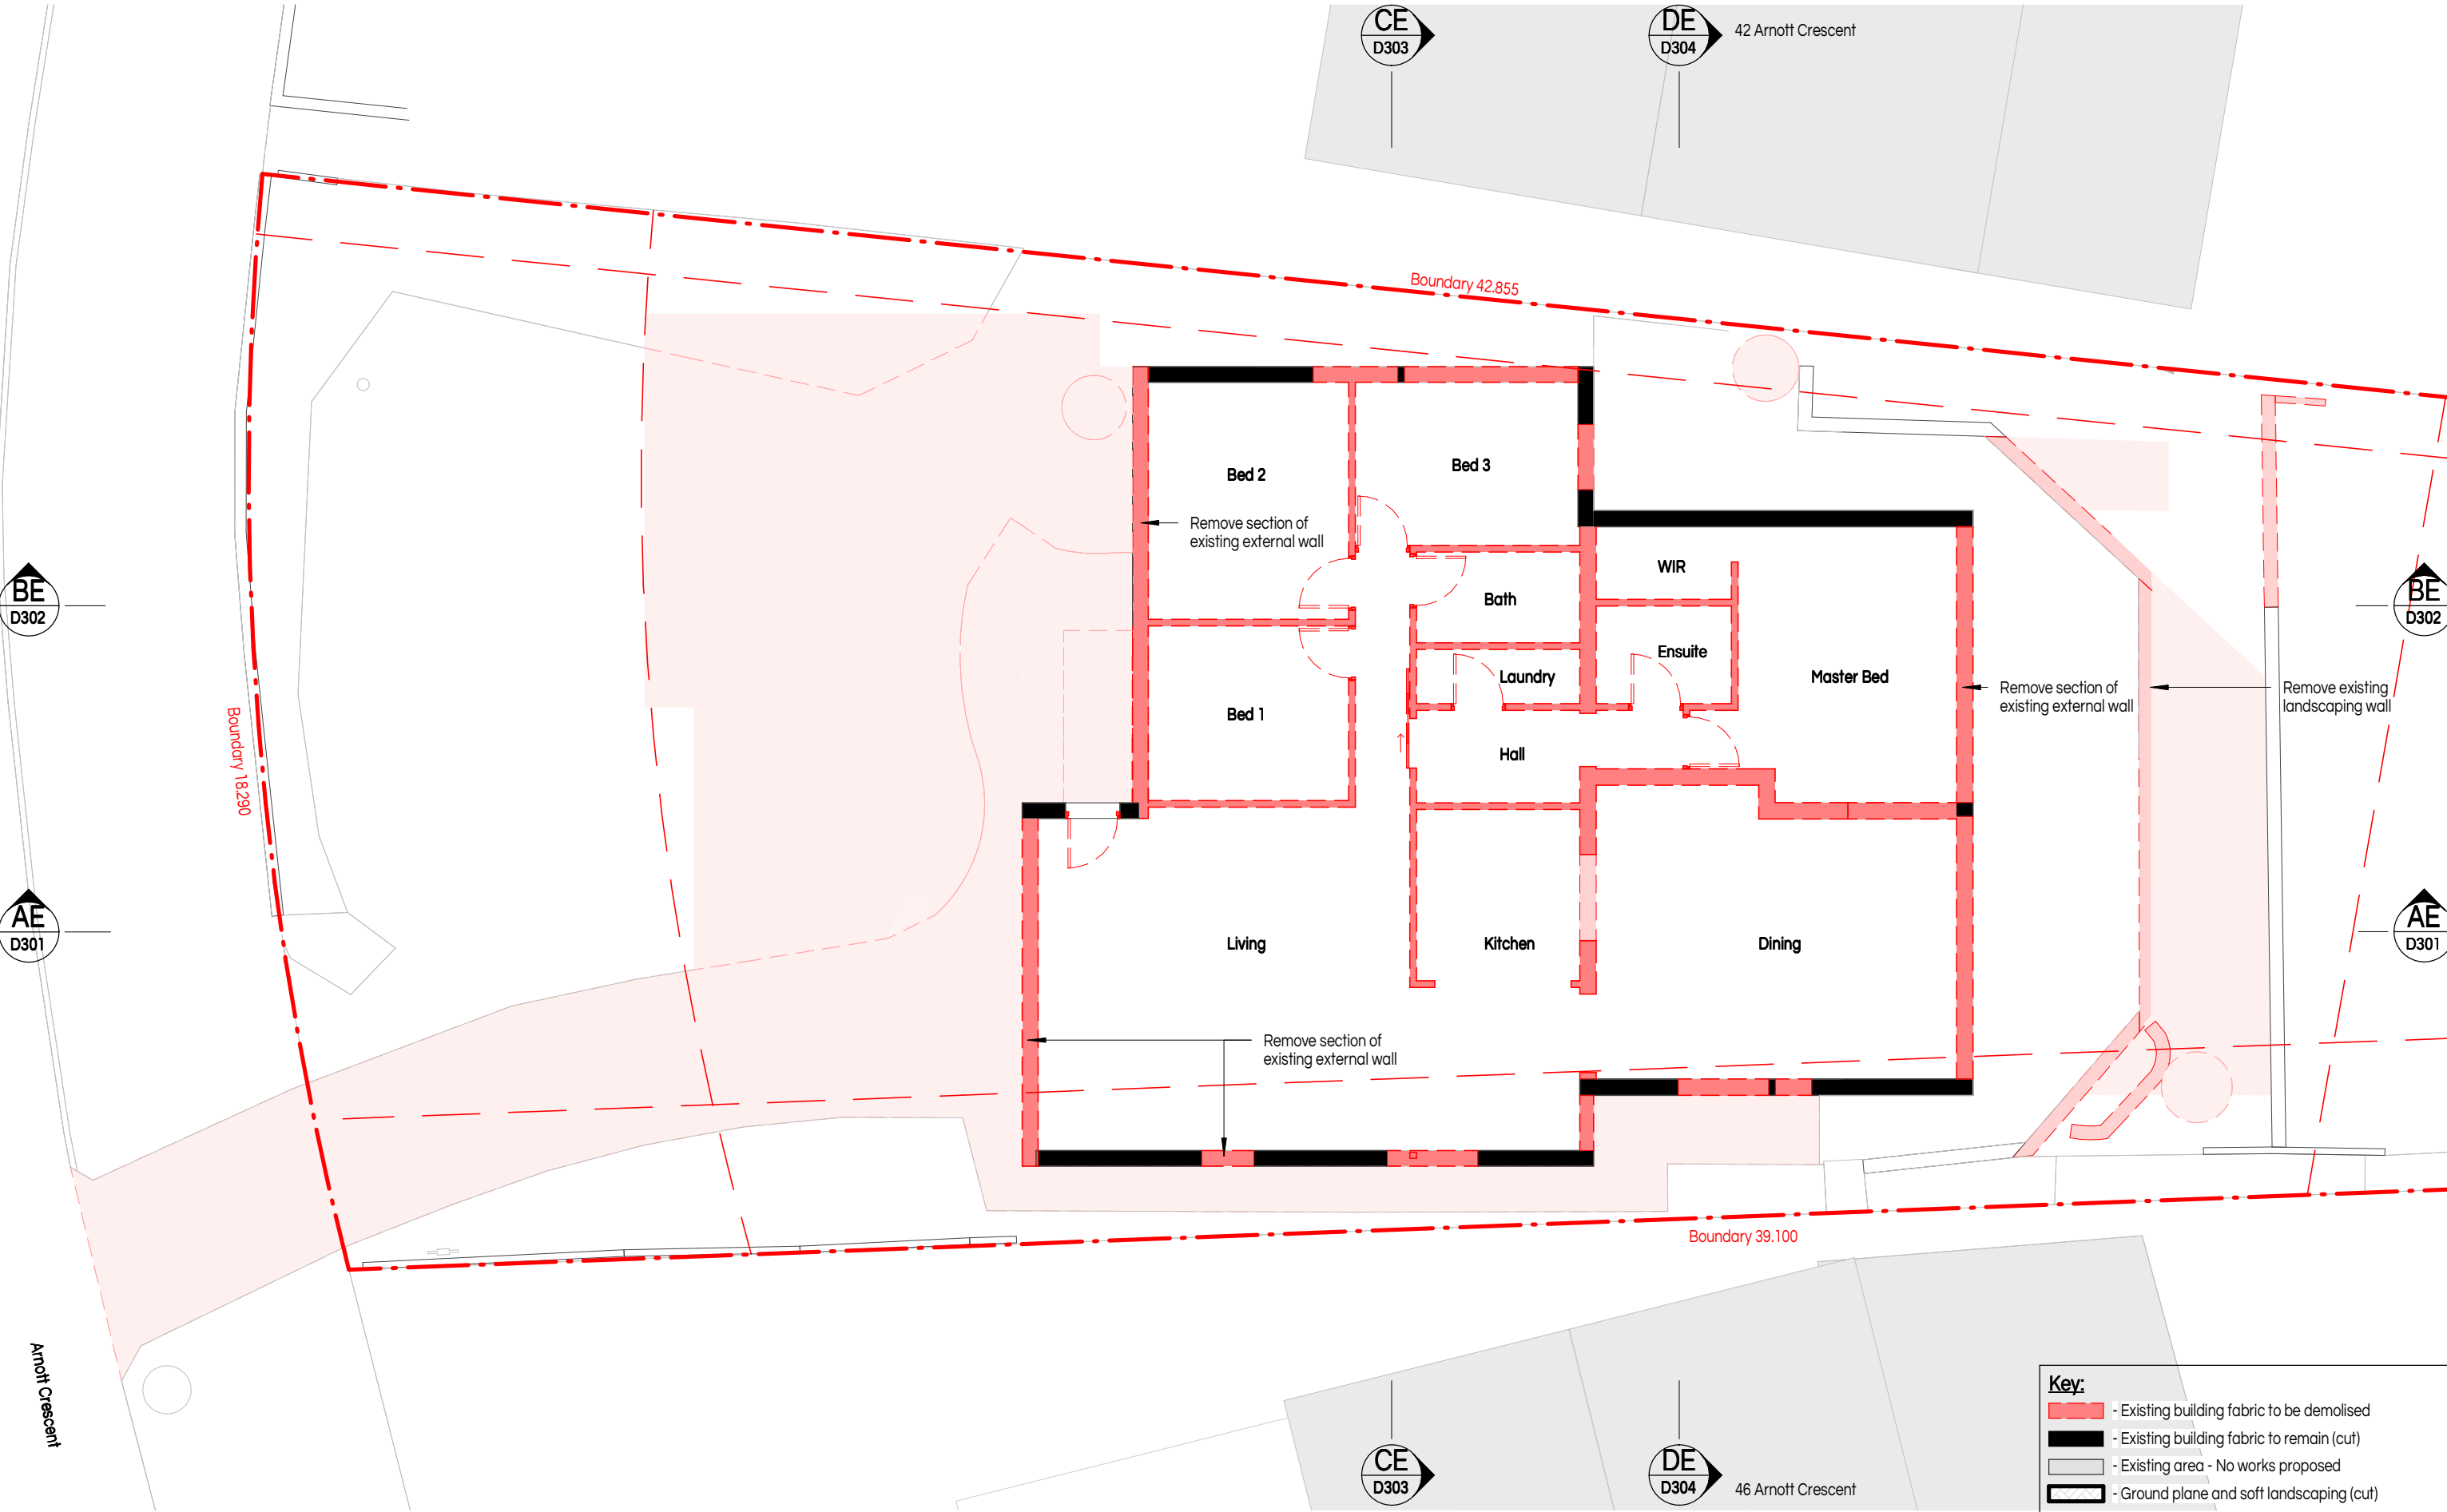 CE
D303
DE
D304
42 Arnott Crescent
Boundary 42.855
Bed 2
Bed 3
Remove section of
existing external wall
WIR
Bath
BE
D302
BE
D302
Ensuite
Laundry
Master Bed
Remove section of
existing external wall
Remove existing
landscaping wall
Bed 1
Boundary 18.290
Hall
AE
D301
AE
D301
Living
Kitchen
Dining
Remove section of
existing external wall
Boundary 39.100
Arnott Crescent
Key:
- Existing building fabric to be demolised
- Existing building fabric to remain (cut)
- Existing area - No works proposed
- Ground plane and soft landscaping (cut)
CE
D303
DE
D304
46 Arnott Crescent